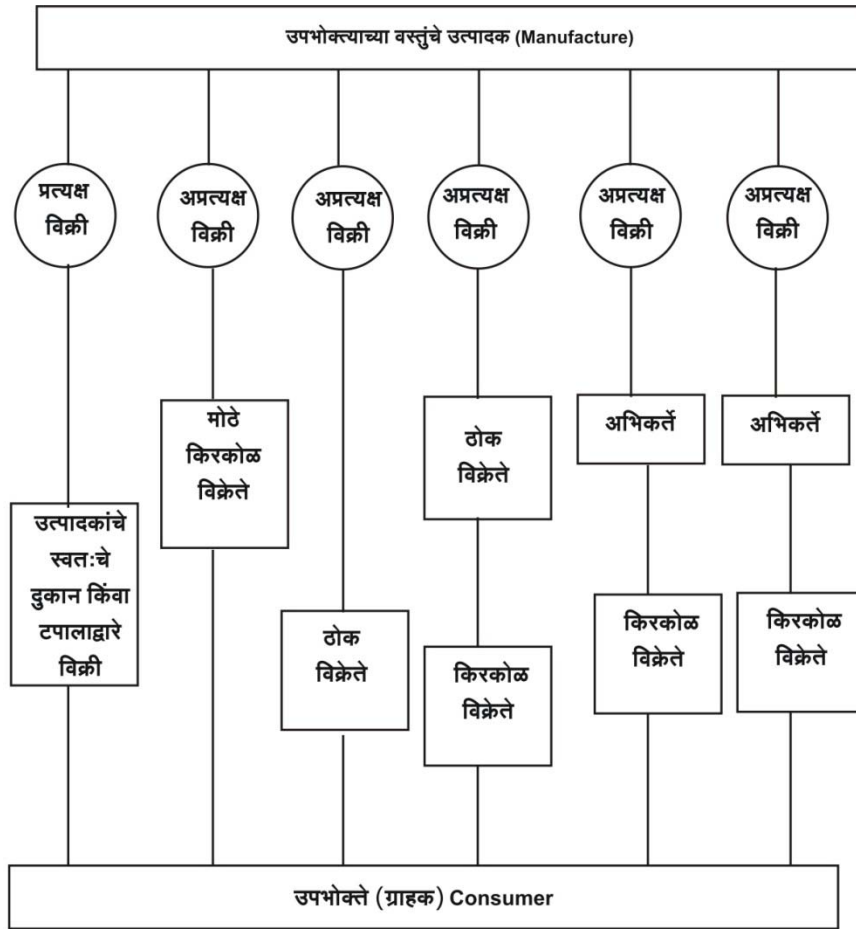 उपभोक्त्याच्या वस्तुंचे उत्पादक (Manufacture)
प्रत्यक्ष
विक्री
अप्रत्यक्ष
विक्री
अप्रत्यक्ष
विक्री
अप्रत्यक्ष
विक्री
अप्रत्यक्ष
विक्री
अप्रत्यक्ष
विक्री
उत्पादकांचे
स्वतःचे
दुकान किंवा
टपालाद्वारे
विक्री
मोठे
किरकोळ
विक्रेते
ठोक
विक्रेते
ठोक
विक्रेते
किरकोळ
विक्रेते
अभिकर्ते
किरकोळ
विक्रेते
अभिकर्ते
किरकोळ
विक्रेते
उपभोक्ते (ग्राहक) Consumer